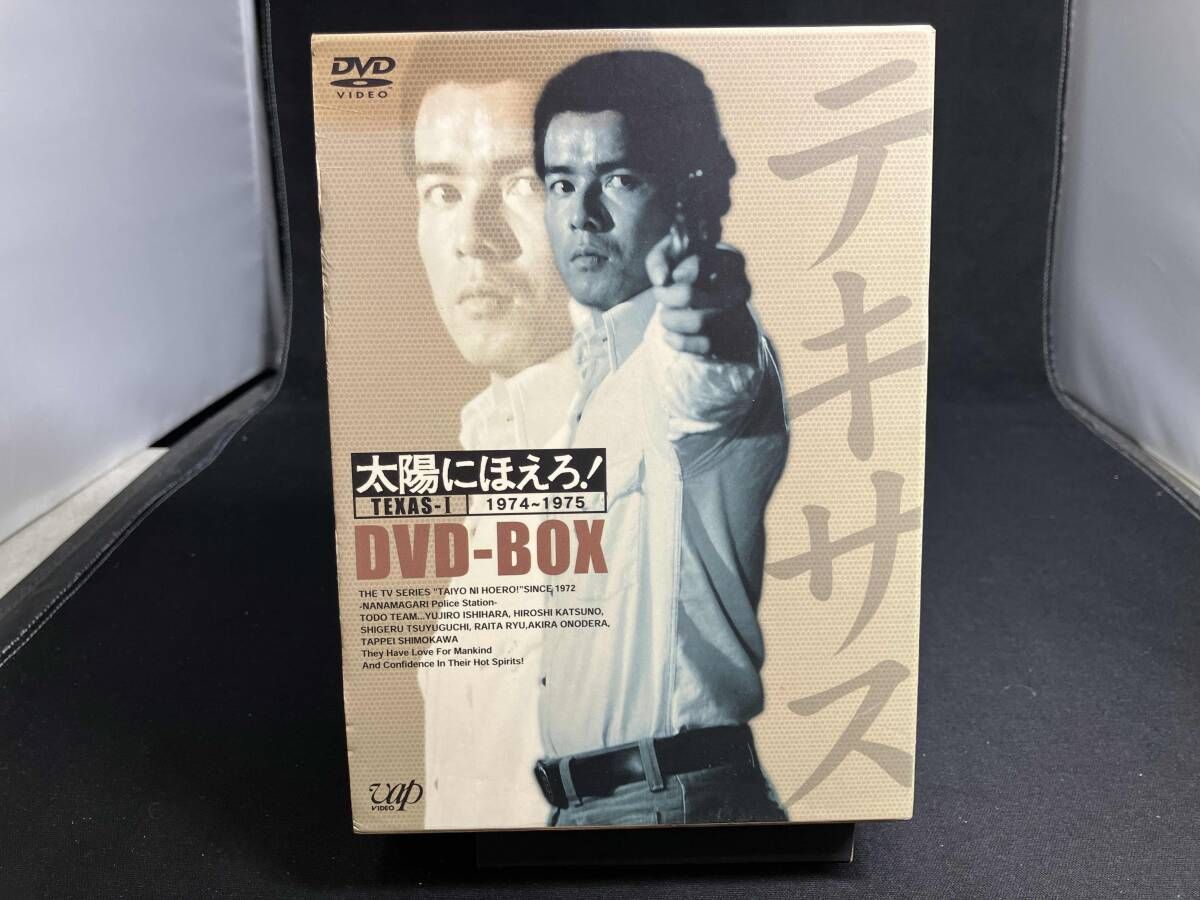 DVD
VIDEO
テキサス
太陽にほえろ!
TEXAS-I 1974~1975
DVD-BOX
THE TV SERIES "TAIYO NI HOERO!"SINCE 1972
-NANAMAGARI Police Station-
TODO TEAM...YUJIRO ISHIHARA, HIROSHI KATSUNO,
SHIGERU TSUYUGUCHI, RAITA RYU,AKIRA ONODERA,
TAPPEI SHIMOKAWA
They Have Love For Mankind
And Confidence In Their Hot Spirits!
vap
VIDEO